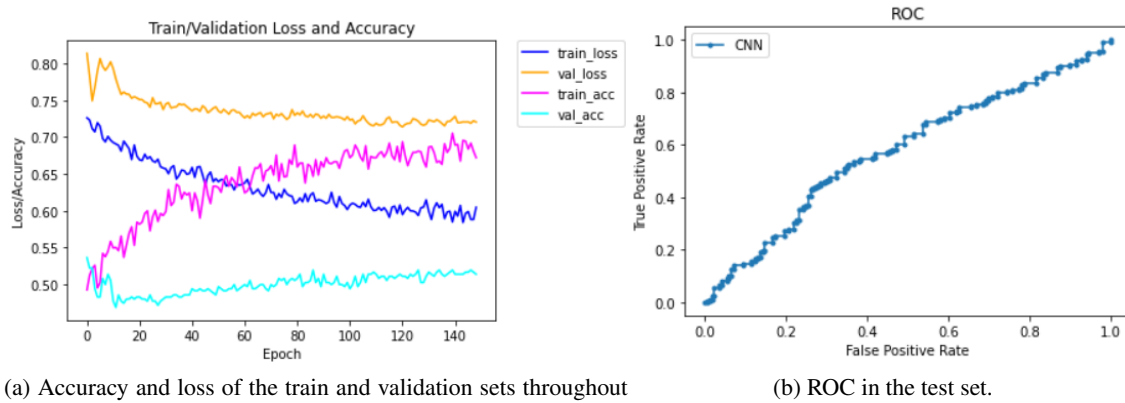 Train/Validation Loss and Accuracy
0.80
0.75
0.70
0.65
0.60
0.55
0.50
Loss/Accuracy
0 20 40 60 80 100 120 140
Epoch
train_loss
val_loss
train_acc
val_acc
ROC
CNN
1.0
0.8
0.6
0.4
0.2
0.0
True Positive Rate
0.0 0.2 0.4 0.6 0.8 1.0
False Positive Rate
(a) Accuracy and loss of the train and validation sets throughout
(b) ROC in the test set.